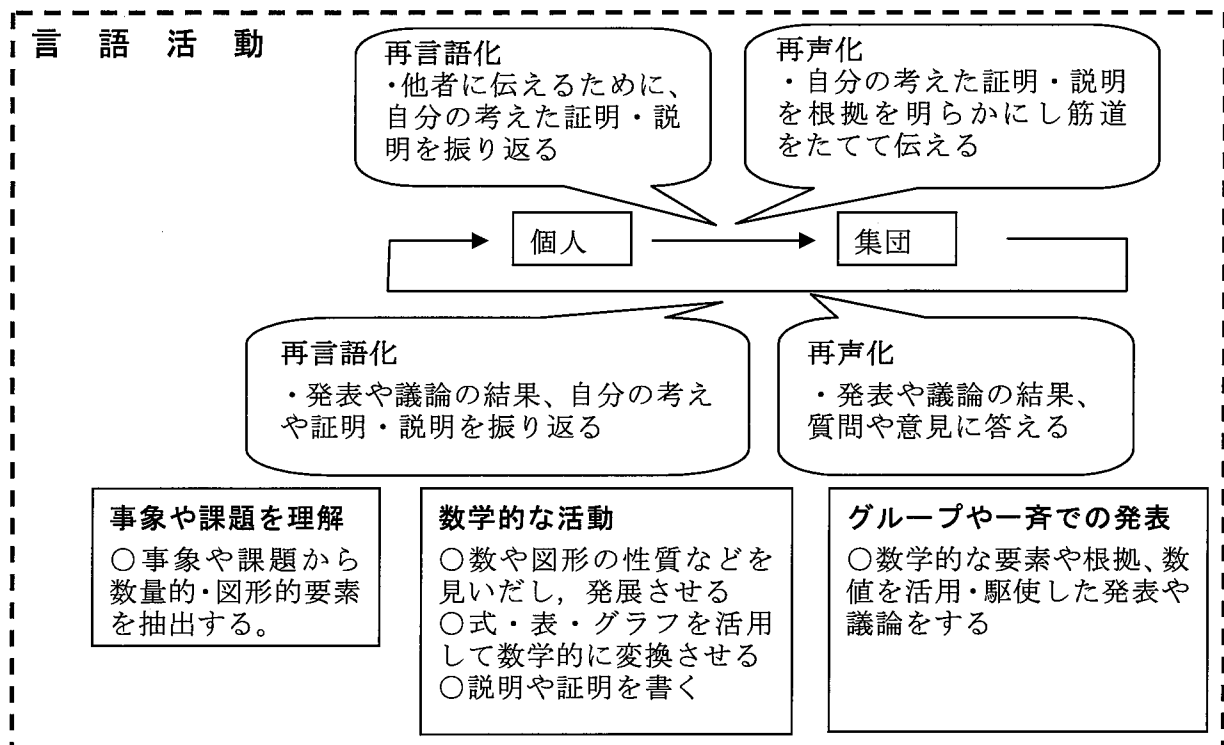 言語活動
再言語化
・他者に伝えるために、
自分の考えた証明・説
明を振り返る
再声化
・自分の考えた証明・説明
を根拠を明らかにし筋道
をたてて伝える
個人
集団
再言語化
・発表や議論の結果、自分の考え
や証明・説明を振り返る
再声化
・発表や議論の結果、
質問や意見に答える
事象や課題を理解
○事象や課題から
数量的・図形的要素
を抽出する。
数学的な活動
○数や図形の性質などを
見いだし，発展させる
○式・表・グラフを活用
して数学的に変換させる
○説明や証明を書く
グループや一斉での発表
○数学的な要素や根拠、数
値を活用・駆使した発表や
議論をする